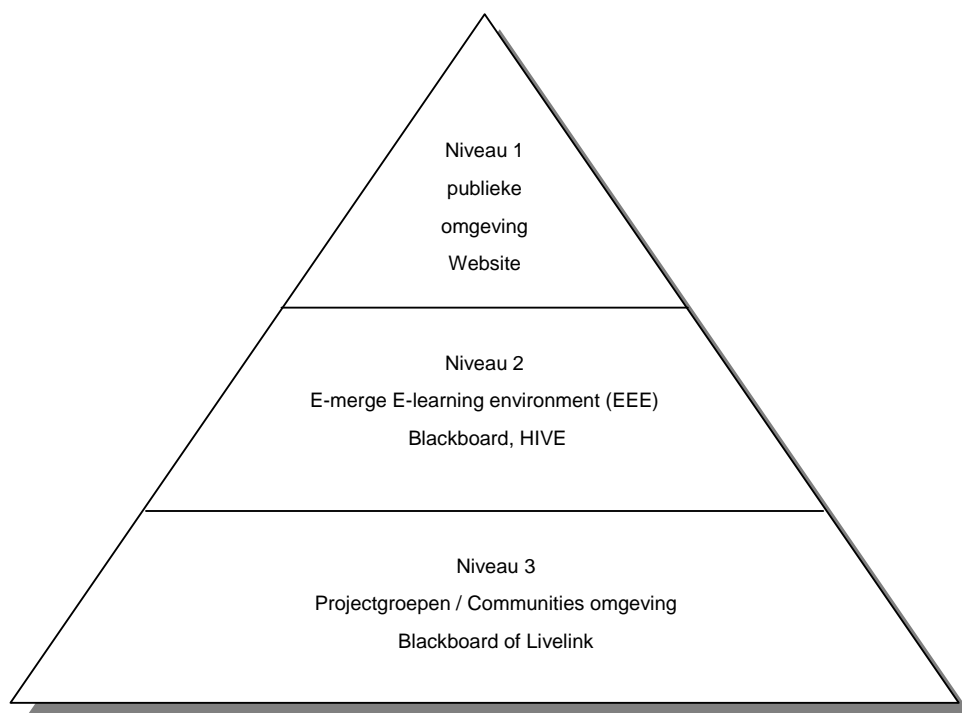 Niveau 1
publieke
omgeving
Website
Niveau 2
E-merge E-learning environment (EEE)
Blackboard, HIVE
Niveau 3
Projectgroepen / Communities omgeving
Blackboard of Livelink